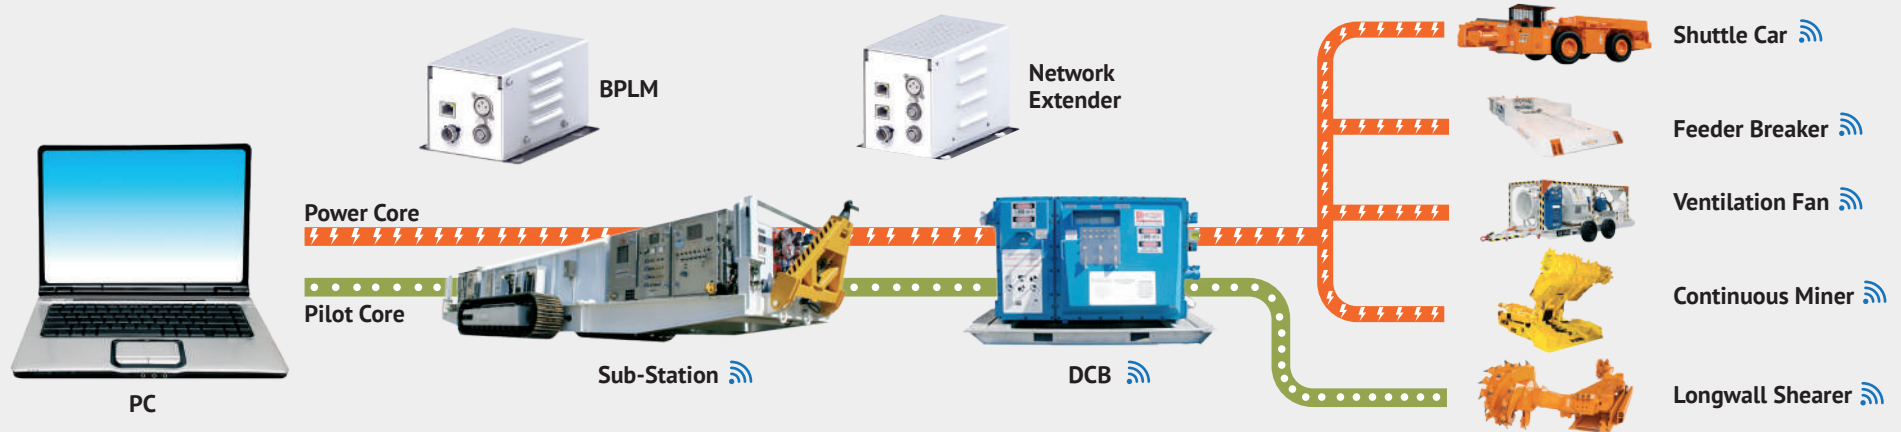 BPLM
Network
Extender
Shuttle Car
Feeder Breaker
Power Core
Ventilation Fan
Pilot Core
Continuous Miner
Sub-Station
DCB
PC
Longwall Shearer